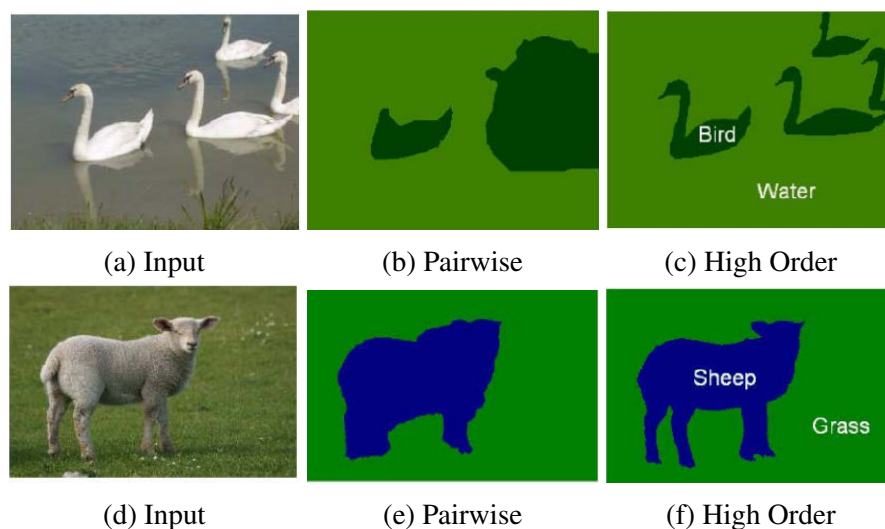 Bird
Water
(a) Input (b) Pairwise (c) High Order
Sheep
Grass
(d) Input (e) Pairwise (f) High Order